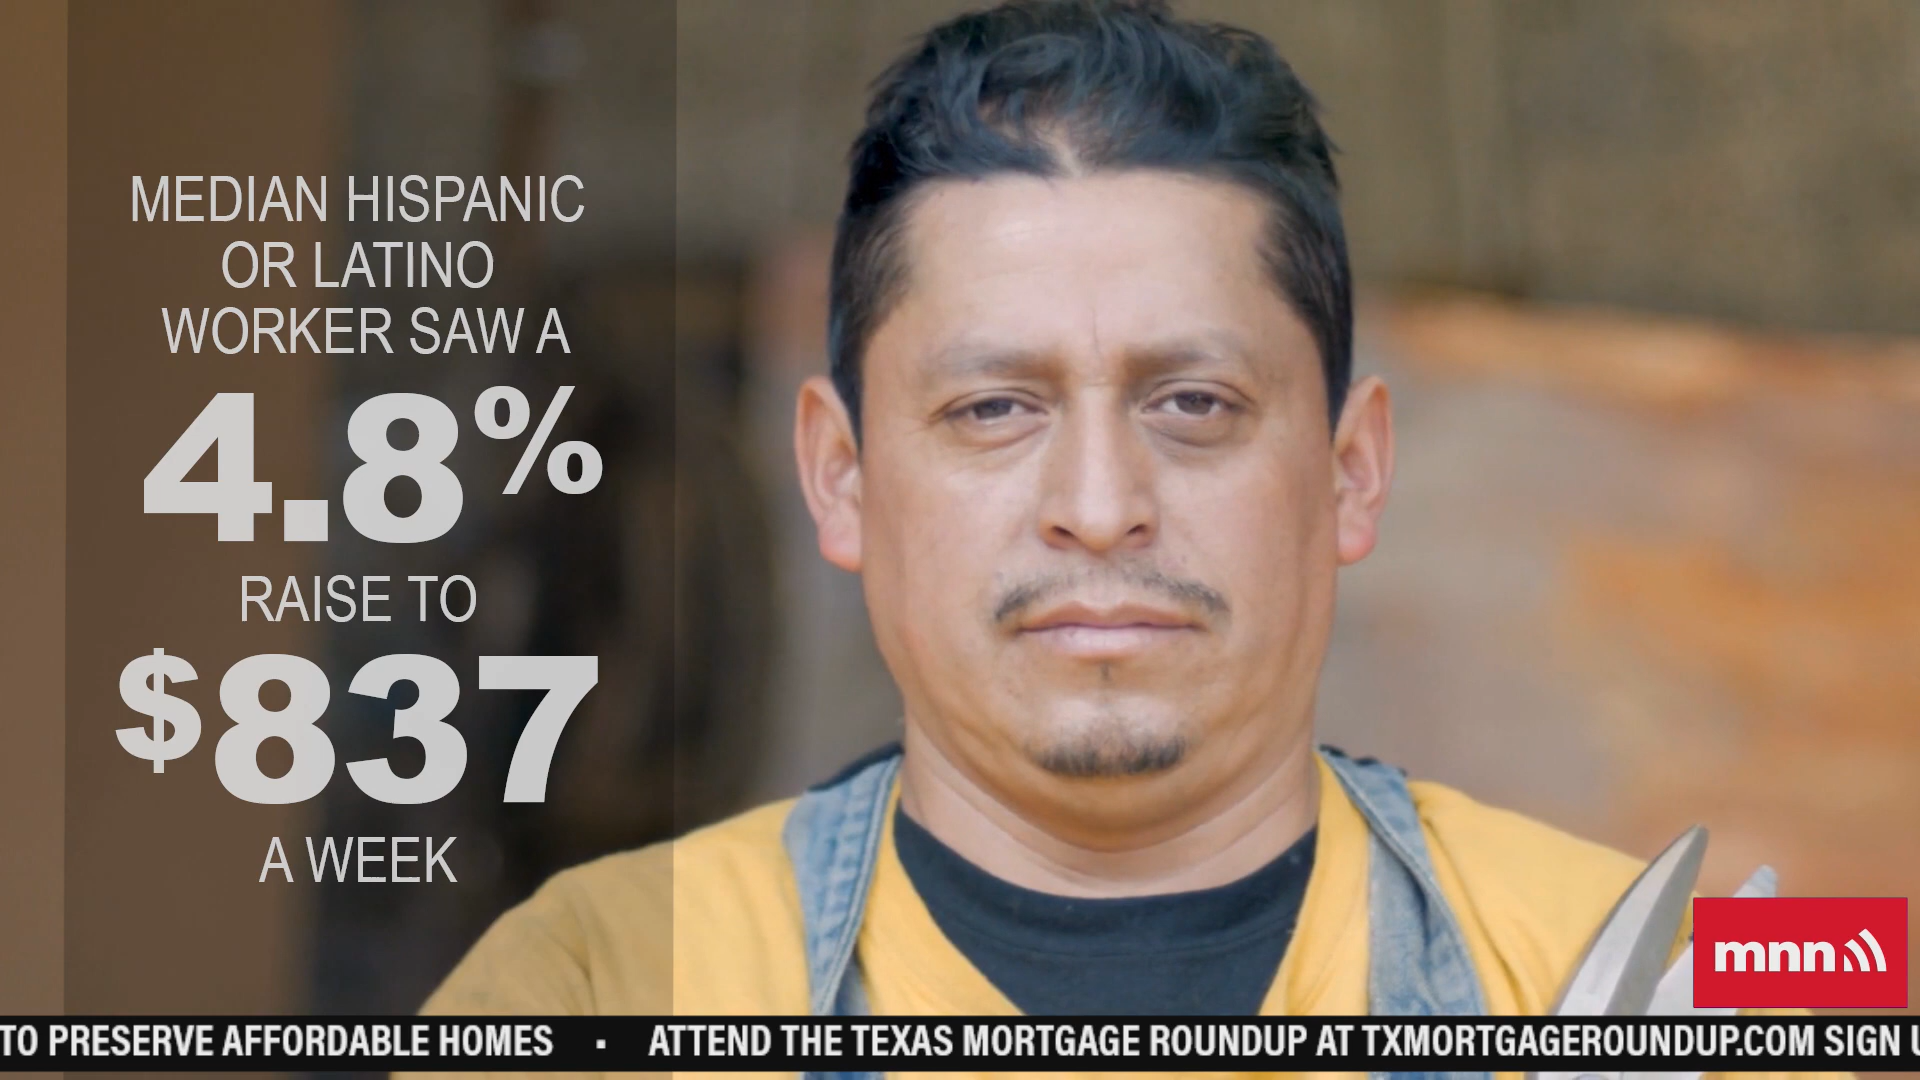 MEDIAN HISPANIC
OR LATINO
WORKER SAW A
4.8%
RAISE TO
$837
A WEEK
mnn
TO PRESERVE AFFORDABLE HOMES · ATTEND THE TEXAS MORTGAGE ROUNDUP AT TXMORTGAGEROUNDUP.COM SIGN